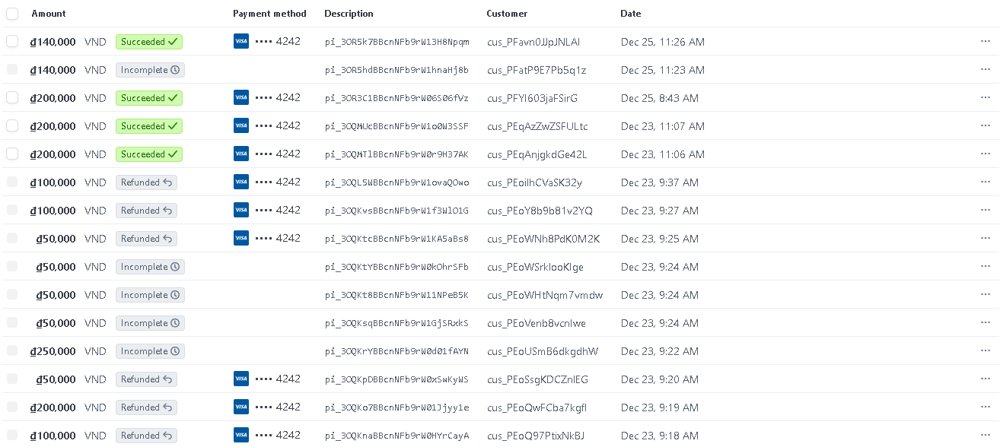 Amount Payment method Description Customer Date
₫140,000 VND Succeeded VISA •••• 4242 pi_3OR5k7BBcnNFb9rW13H8Npqm cus_PFavn0JJpJNLAl Dec 25, 11:26 AM
₫140,000 VND Incomplete pi_3OR5hdBBcnNFb9rW1hnaHj8b cus_PFatP9E7Pb5q1z Dec 25, 11:23 AM
₫200,000 VND Succeeded VISA •••• 4242 pi_3OR3C1BBcnNFb9rW06S06fVz cus_PFYl603jaFSirG Dec 25, 8:43 AM
₫200,000 VND Succeeded VISA •••• 4242 pi_3OQMUcBBcnNFb9rW1o0W3SSF cus_PEqAzZwZSFULtc Dec 23, 11:07 AM
₫200,000 VND Succeeded VISA •••• 4242 pi_3OQMTlBBcnNFb9rW0r9H37AK cus_PEqAnjgkdGe42L Dec 23, 11:06 AM
₫100,000 VND Refunded VISA •••• 4242 pi_3OQL5WBBcnNFb9rW1ovaQOwo cus_PEoilhCVaSK32y Dec 23, 9:37 AM
₫100,000 VND Refunded VISA •••• 4242 pi_3OQKvsBBcnNFb9rW1f3WlO1G cus_PEoY8b9b81v2YQ Dec 23, 9:27 AM
₫50,000 VND Refunded VISA •••• 4242 pi_3OQKtcBBcnNFb9rW1KA5aBs8 cus_PEoWNh8PdK0M2K Dec 23, 9:25 AM
₫50,000 VND Incomplete pi_3OQKtYBBcnNFb9rW0kOhrSFb cus_PEoWSrklooKlge Dec 23, 9:24 AM
₫50,000 VND Incomplete pi_3OQKt8BBcnNFb9rW11NPeB5K cus_PEoWHtNqm7vmdw Dec 23, 9:24 AM
₫50,000 VND Incomplete pi_3OQKsqBBcnNFb9rW1GjSRxkS cus_PEoVenb8vcnlwe Dec 23, 9:24 AM
₫250,000 VND Incomplete pi_3OQKrYBBcnNFb9rW0d01fAYN cus_PEoUSmB6dkgdhW Dec 23, 9:22 AM
₫50,000 VND Refunded VISA •••• 4242 pi_3OQKpDBBcnNFb9rW0xSwKyWS cus_PEoSsgKDCZnlEG Dec 23, 9:20 AM
₫200,000 VND Refunded VISA •••• 4242 pi_3OQKo7BBcnNFb9rW01Jjyy1e cus_PEoQwFCba7kgfl Dec 23, 9:19 AM
₫100,000 VND Refunded VISA •••• 4242 pi_3OQKnaBBcnNFb9rW0HYrCayA cus_PEoQ97PtixNkBJ Dec 23, 9:18 AM